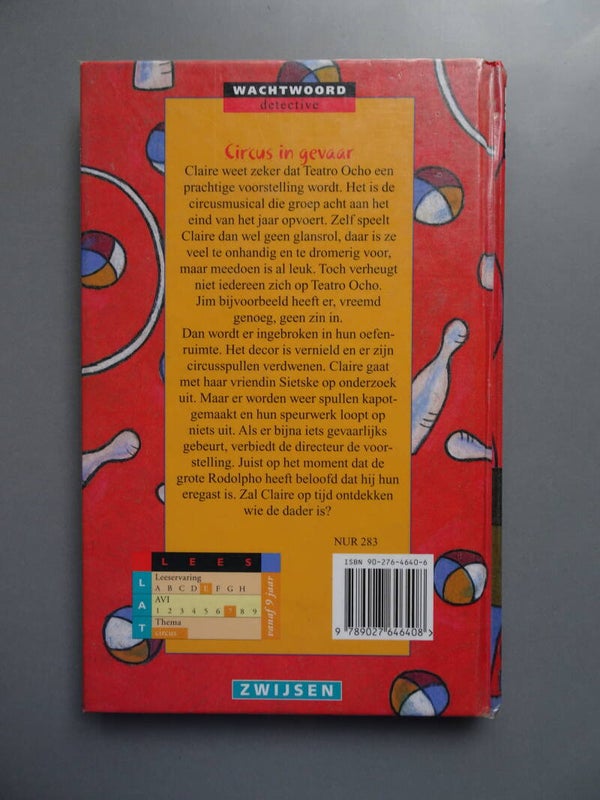 WACHTWOORD
detective
Circus in gevaar
Claire weet zeker dat Teatro Ocho een
prachtige voorstelling wordt. Het is de
circusmusical die groep acht aan het
eind van het jaar opvoert. Zelf speelt
Claire dan wel geen glansrol, daar is ze
veel te onhandig en te dromerig voor,
maar meedoen is al leuk. Toch verheugt
niet iedereen zich op Teatro Ocho.
Jim bijvoorbeeld heeft er, vreemd
genoeg, geen zin in.
Dan wordt er ingebroken in hun oefen-
ruimte. Het decor is vernield en er zijn
circusspullen verdwenen. Claire gaat
met haar vriendin Sietske op onderzoek
uit. Maar er worden weer spullen kapot-
gemaakt en hun speurwerk loopt op
niets uit. Als er bijna iets gevaarlijks
gebeurt, verbiedt de directeur de voor-
stelling. Juist op het moment dat de
grote Rodolpho heeft beloofd dat hij hun
eregast is. Zal Claire op tijd ontdekken
wie de dader is?
NUR 283
ISBN 90-276-4640-6
9 789027 646408 >
LEES
LAT
Leeservaring
A B C D E F G H
AVI
1 2 3 4 5 6 7 8 9
Thema
circus
vanaf 9 jaar
ZWIJSEN